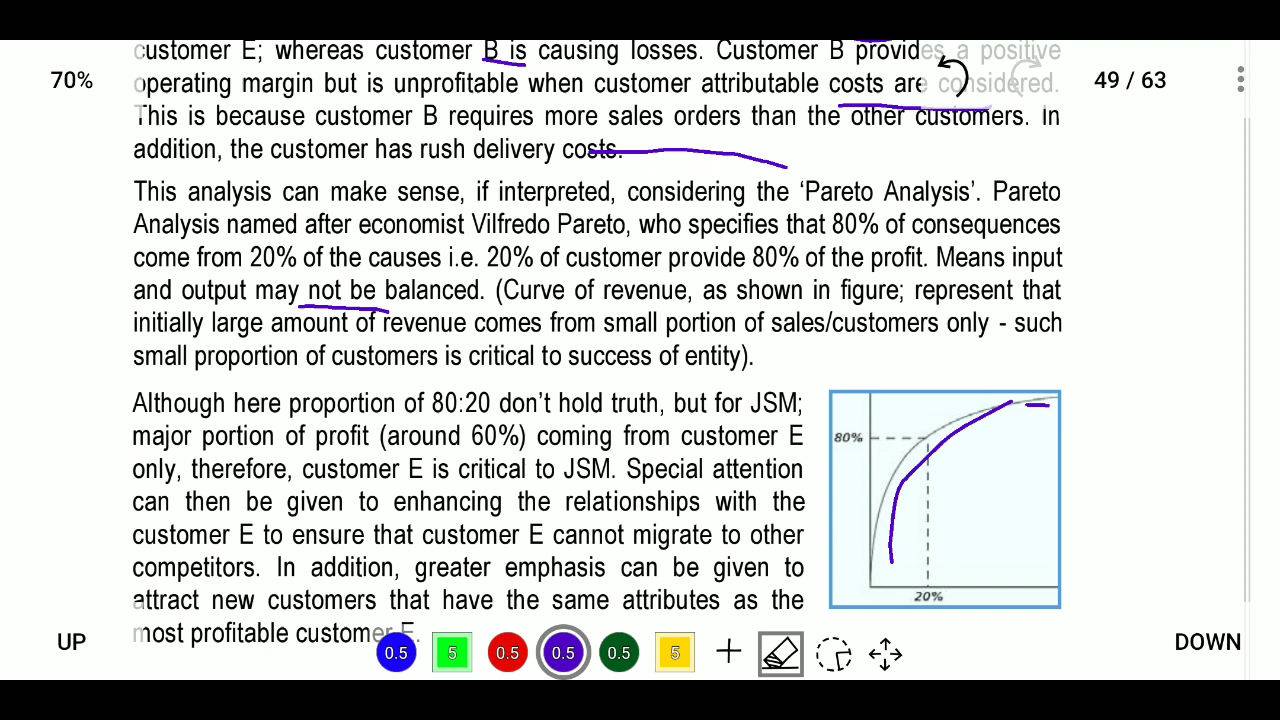 customer E; whereas customer B is causing losses. Customer B provides a positive
70%
operating margin but is unprofitable when customer attributable costs are considered.
49 / 63
This is because customer B requires more sales orders than the other customers. In
addition, the customer has rush delivery costs.
This analysis can make sense, if interpreted, considering the ‘Pareto Analysis’. Pareto
Analysis named after economist Vilfredo Pareto, who specifies that 80% of consequences
come from 20% of the causes i.e. 20% of customer provide 80% of the profit. Means input
and output may not be balanced. (Curve of revenue, as shown in figure; represent that
initially large amount of revenue comes from small portion of sales/customers only - such
small proportion of customers is critical to success of entity).
Although here proportion of 80:20 don’t hold truth, but for JSM;
major portion of profit (around 60%) coming from customer E
only, therefore, customer E is critical to JSM. Special attention
can then be given to enhancing the relationships with the
customer E to ensure that customer E cannot migrate to other
competitors. In addition, greater emphasis can be given to
attract new customers that have the same attributes as the
most profitable customer E.
80%
20%
UP
0.5
5
0.5
0.5
0.5
5
DOWN